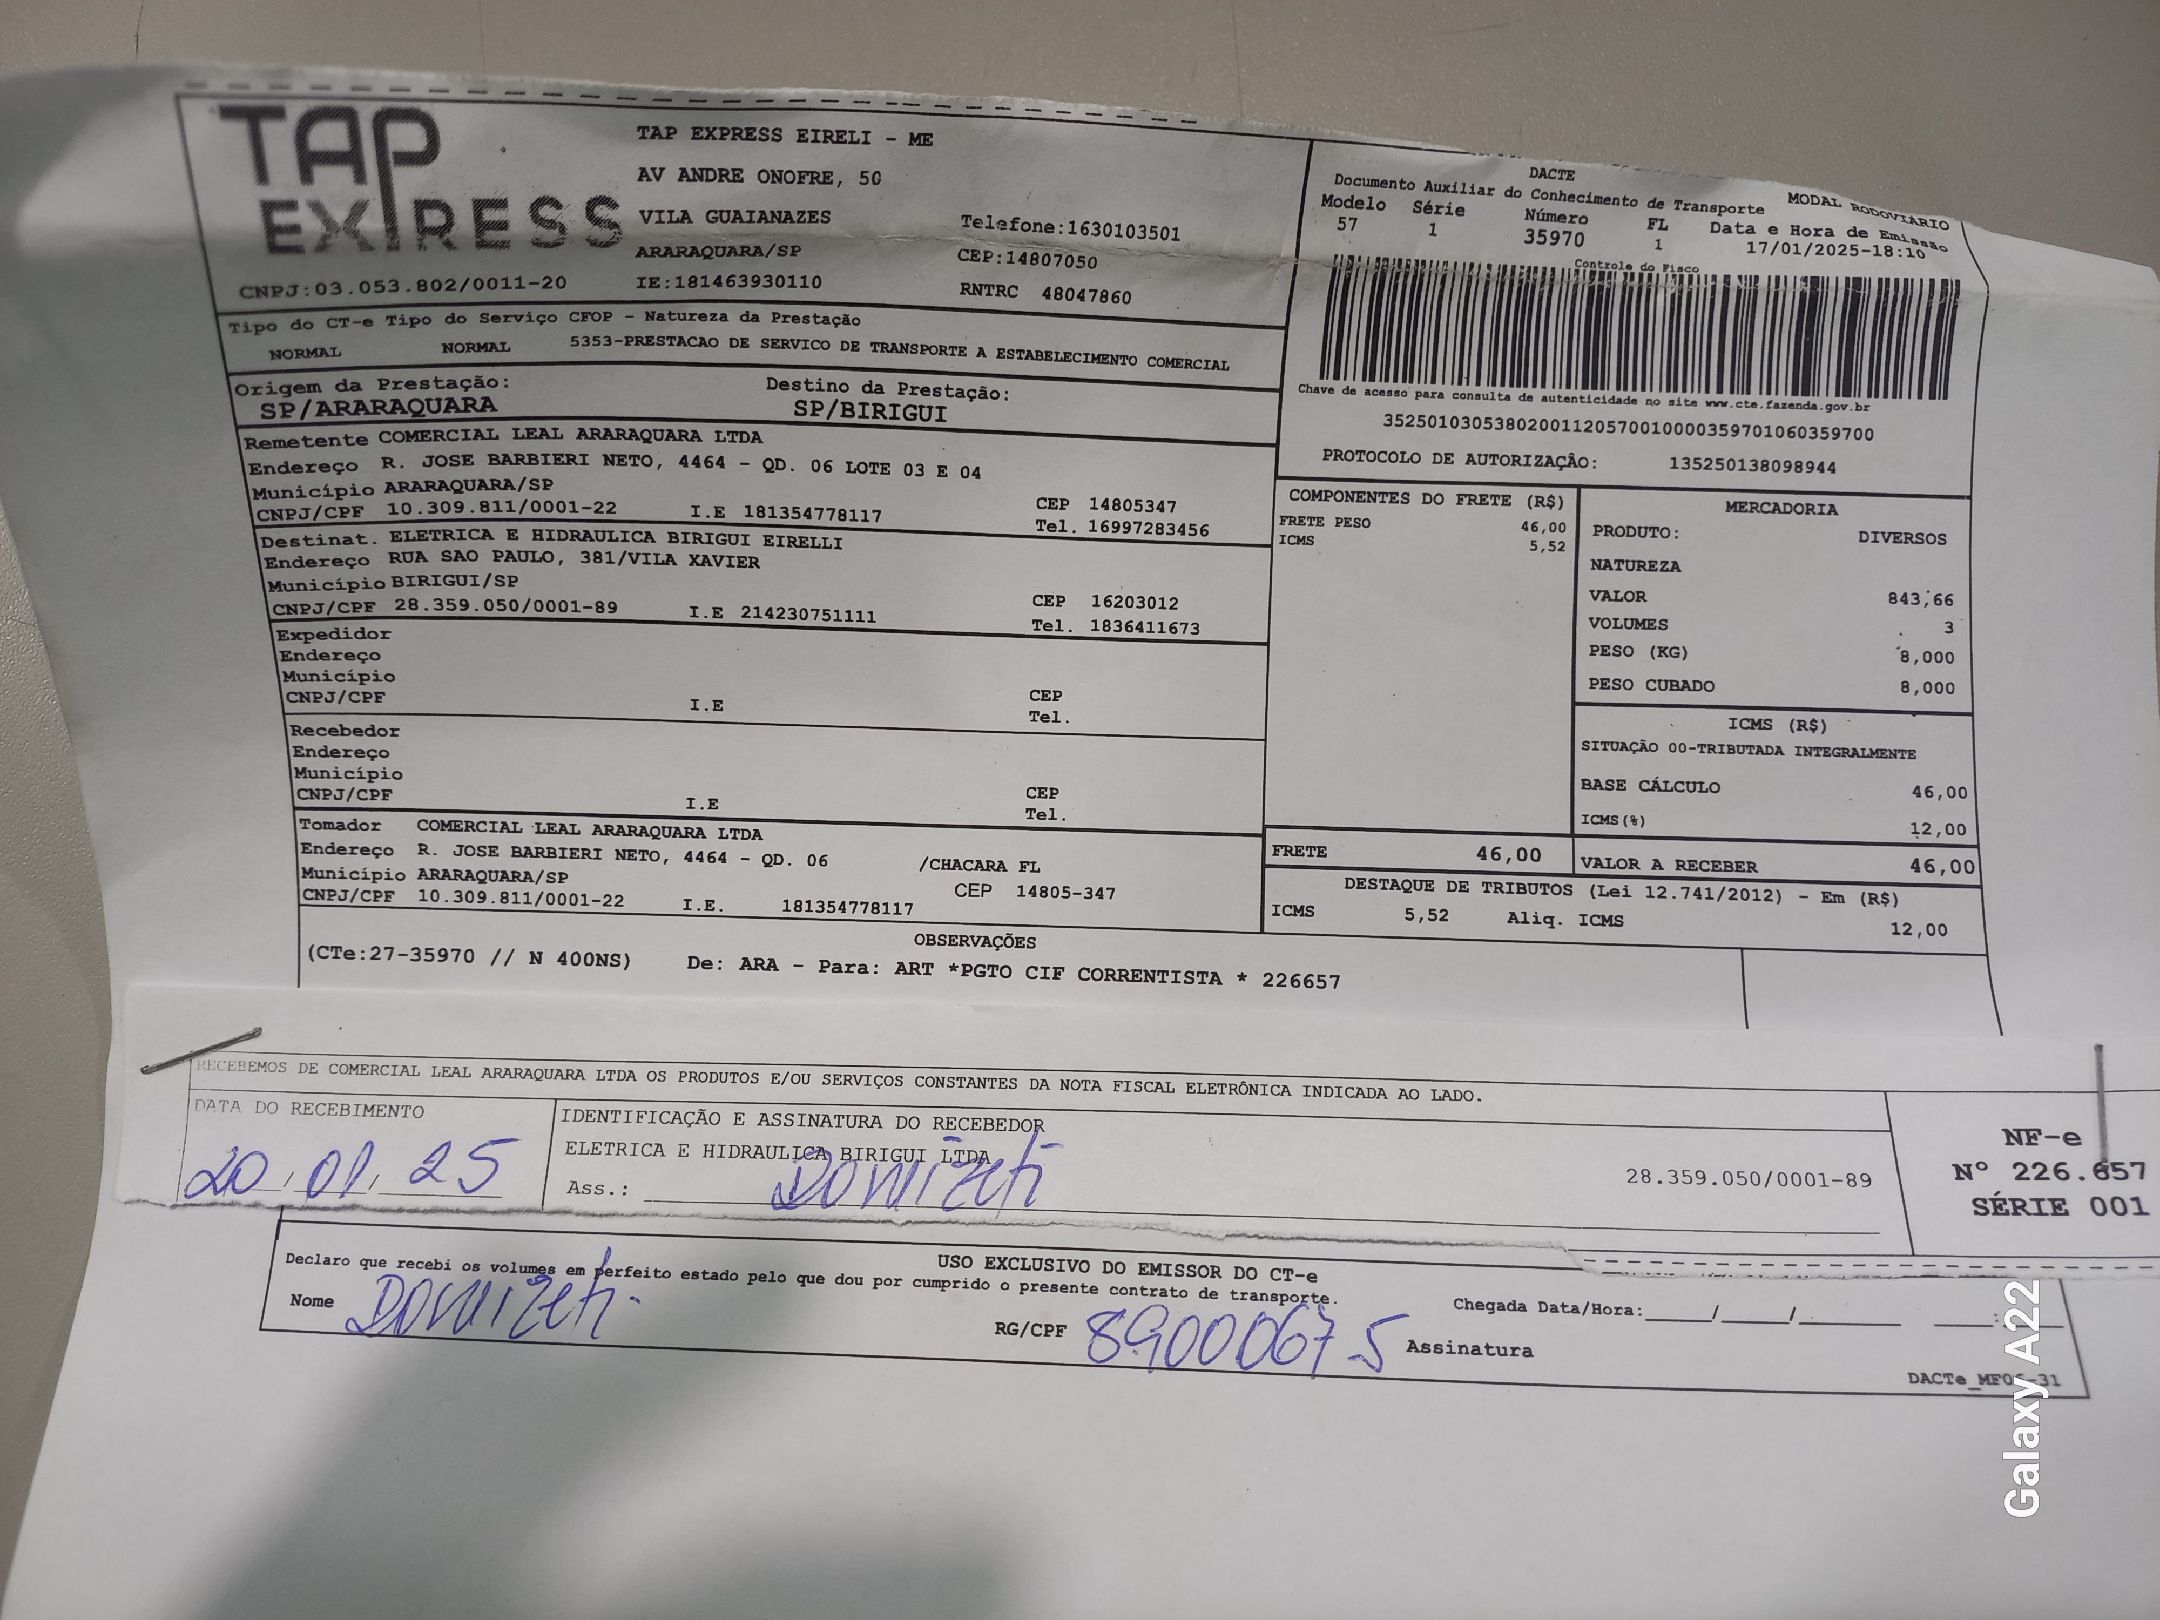 TAP
EXPRESS
CNPJ:03.053.802/0011-20
TAP EXPRESS EIRELI - ME
AV ANDRE ONOFRE, 50
VILA GUAIANAZES
Telefone:1630103501
ARARAQUARA/SP
CEP:14807050
IE:181463930110
RNTRC 48047860
DACTE
Documento Auxiliar do Conhecimento de Transporte
MODAL RODOVIÁRIO
Modelo Série Número FL Data e Hora de Emissão
57 1 35970 1 17/01/2025-18:10
Controle do Fisco
Chave de acesso para consulta de autenticidade no site www.cte.fazenda.gov.br
35250103053802001120570010000359701060359700
PROTOCOLO DE AUTORIZAÇÂO: 135250138098944
Tipo do CT-e Tipo do Serviço CFOP - Natureza da Prestação
NORMAL NORMAL 5353-PRESTACAO DE SERVICO DE TRANSPORTE A ESTABELECIMENTO COMERCIAL
Origem da Prestação: Destino da Prestação:
SP/ARARAQUARA SP/BIRIGUI
Remetente COMERCIAL LEAL ARARAQUARA LTDA
Endereço R. JOSE BARBIERI NETO, 4464 - QD. 06 LOTE 03 E 04
Município ARARAQUARA/SP CEP 14805347
CNPJ/CPF 10.309.811/0001-22 I.E 181354778117 Tel. 16997283456
Destinat. ELETRICA E HIDRAULICA BIRIGUI EIRELLI
Endereço RUA SAO PAULO, 381/VILA XAVIER
Município BIRIGUI/SP CEP 16203012
CNPJ/CPF 28.359.050/0001-89 I.E 214230751111 Tel. 1836411673
Expedidor
Endereço
Município CEP
CNPJ/CPF I.E Tel.
Recebedor
Endereço
Município CEP
CNPJ/CPF I.E Tel.
Tomador COMERCIAL LEAL ARARAQUARA LTDA
Endereço R. JOSE BARBIERI NETO, 4464 - QD. 06 /CHACARA FL
Município ARARAQUARA/SP CEP 14805-347
CNPJ/CPF 10.309.811/0001-22 I.E. 181354778117
COMPONENTES DO FRETE (R$)
FRETE PESO 46,00
ICMS 5,52
MERCADORIA
PRODUTO: DIVERSOS
NATUREZA
VALOR 843,66
VOLUMES 3
PESO (KG) 8,000
PESO CUBADO 8,000
ICMS (R$)
SITUAÇÃO 00-TRIBUTADA INTEGRALMENTE
BASE CÁLCULO 46,00
ICMS(%) 12,00
FRETE 46,00 VALOR A RECEBER 46,00
DESTAQUE DE TRIBUTOS (Lei 12.741/2012) - Em (R$)
ICMS 5,52 Aliq. ICMS 12,00
OBSERVAÇÕES
(CTe:27-35970 // N 400NS) De: ARA - Para: ART *PGTO CIF CORRENTISTA * 226657
RECEBEMOS DE COMERCIAL LEAL ARARAQUARA LTDA OS PRODUTOS E/OU SERVIÇOS CONSTANTES DA NOTA FISCAL ELETRÔNICA INDICADA AO LADO.
DATA DO RECEBIMENTO
20 / 01 / 25
IDENTIFICAÇÃO E ASSINATURA DO RECEBEDOR
ELETRICA E HIDRAULICA BIRIGUI LTDA
28.359.050/0001-89
Ass.: Domizeti
NF-e
Nº 226.657
SÉRIE 001
USO EXCLUSIVO DO EMISSOR DO CT-e
Declaro que recebi os volumes em perfeito estado pelo que dou por cumprido o presente contrato de transporte.
Nome Domizeti RG/CPF 89000675 Assinatura
Chegada Data/Hora:_____/_____/_______ ____:____
DACTe_MF06-31
Galaxy A22